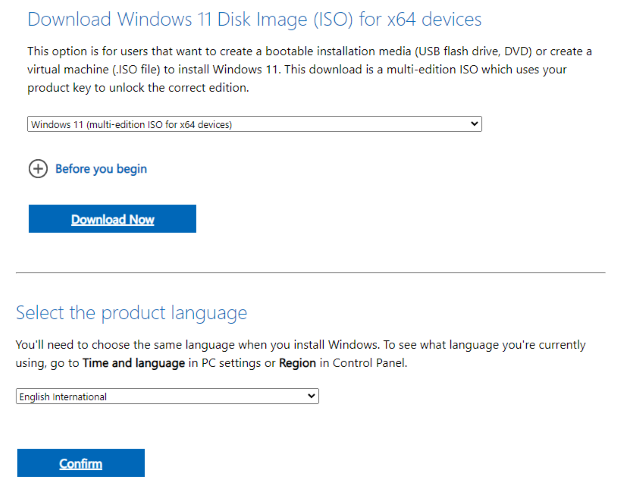 Download Windows 11 Disk Image (ISO) for x64 devices
This option is for users that want to create a bootable installation media (USB flash drive, DVD) or create a
virtual machine (.ISO file) to install Windows 11. This download is a multi-edition ISO which uses your
product key to unlock the correct edition.
Windows 11 (multi-edition ISO for x64 devices)
Before you begin
Download Now
Select the product language
You'll need to choose the same language when you install Windows. To see what language you're currently
using, go to Time and language in PC settings or Region in Control Panel.
English International
Confirm